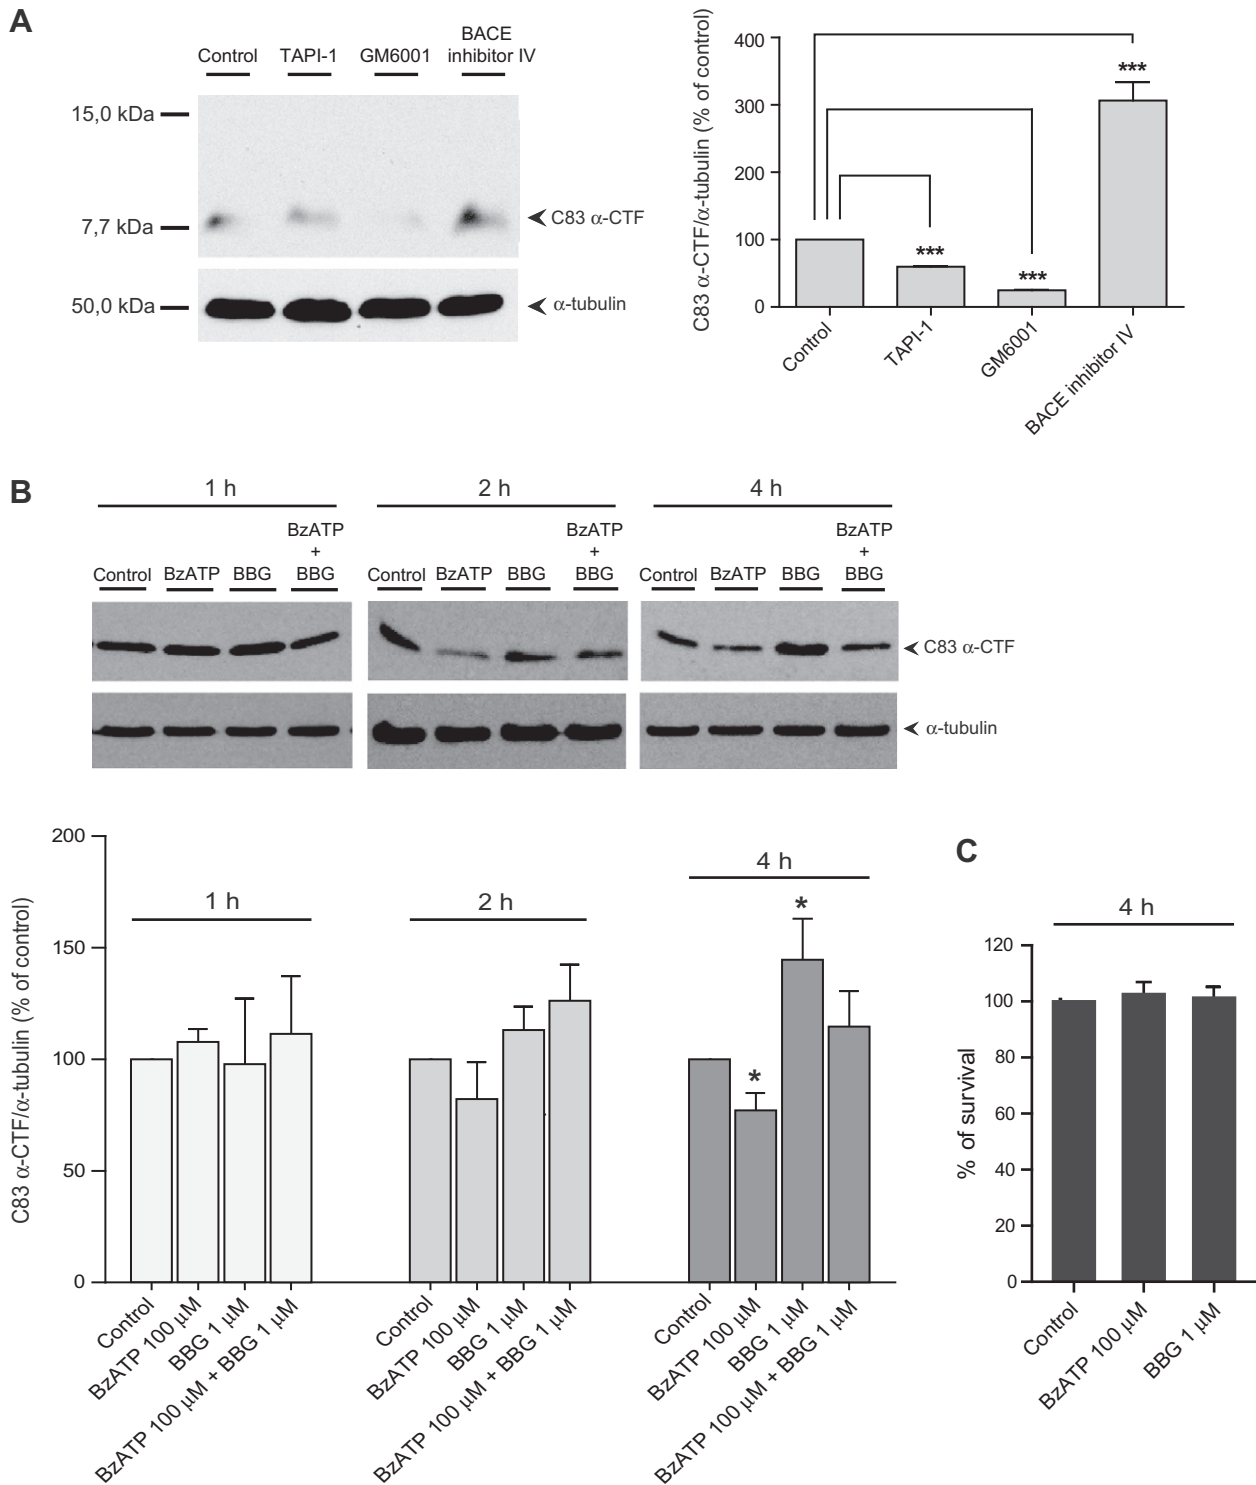 A
Control
TAPI-1
GM6001
BACE
inhibitor IV
15,0 kDa
7,7 kDa
50,0 kDa
C83 α-CTF
α-tubulin
C83 α-CTF/α-tubulin (% of control)
400
300
200
100
0
***
***
***
Control
TAPI-1
GM6001
BACE inhibitor IV
B
1 h
2 h
4 h
Control
BzATP
BBG
BzATP
+
BBG
Control
BzATP
BBG
BzATP
+
BBG
Control
BzATP
BBG
BzATP
+
BBG
C83 α-CTF
α-tubulin
C83 α-CTF/α-tubulin (% of control)
200
150
100
50
0
1 h
2 h
4 h
*
*
Control
BzATP 100 µM
BBG 1 µM
BzATP 100 µM + BBG 1 µM
Control
BzATP 100 µM
BBG 1 µM
BzATP 100 µM + BBG 1 µM
Control
BzATP 100 µM
BBG 1 µM
BzATP 100 µM + BBG 1 µM
C
4 h
% of survival
120
100
80
60
40
20
0
Control
BzATP 100 µM
BBG 1 µM